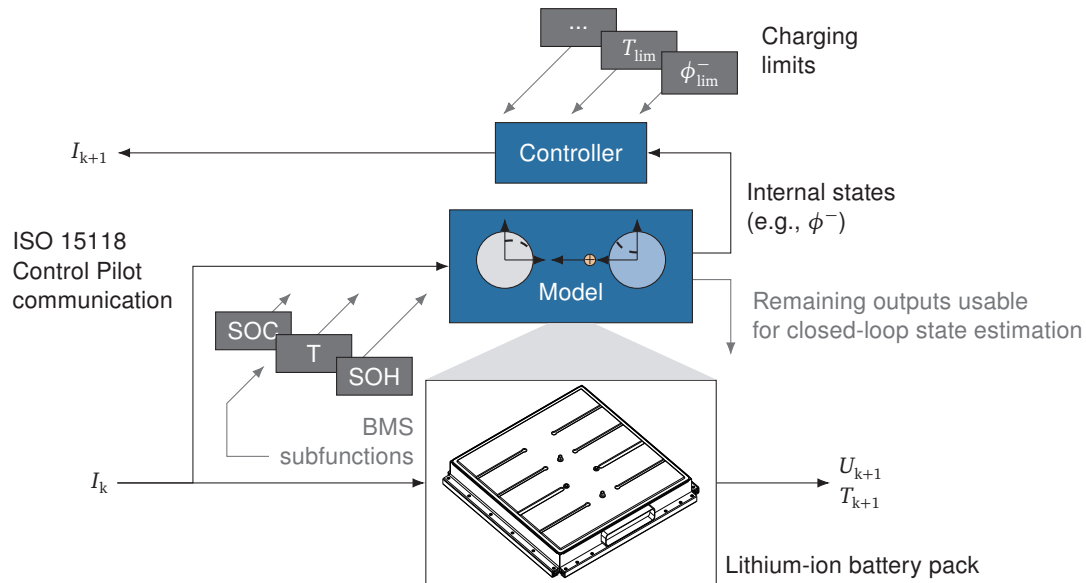 ...
T_lim
ϕ⁻_lim
Charging
limits
I_k+1
Controller
Internal states
(e.g., ϕ⁻)
ISO 15118
Control Pilot
communication
Model
Remaining outputs usable
for closed-loop state estimation
SOC
T
SOH
BMS
subfunctions
I_k
U_k+1
T_k+1
Lithium-ion battery pack